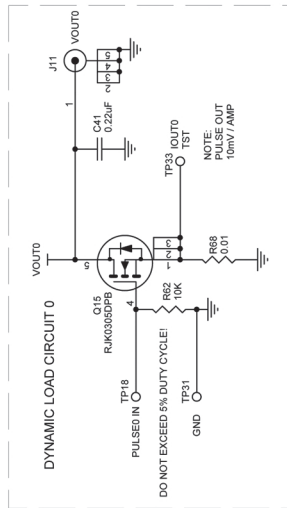 DYNAMIC LOAD CIRCUIT 0
VOUT0
VOUT0
J11
1
5
4
3
2
C41
0.22uF
5
Q15
RJK0305DPB
4
3
2
1
TP33
IOUT0
TST
NOTE:
PULSE OUT
10mV / AMP
R68
0.01
TP18
PULSE0 IN
R62
10K
DO NOT EXCEED 5% DUTY CYCLE!
TP31
GND